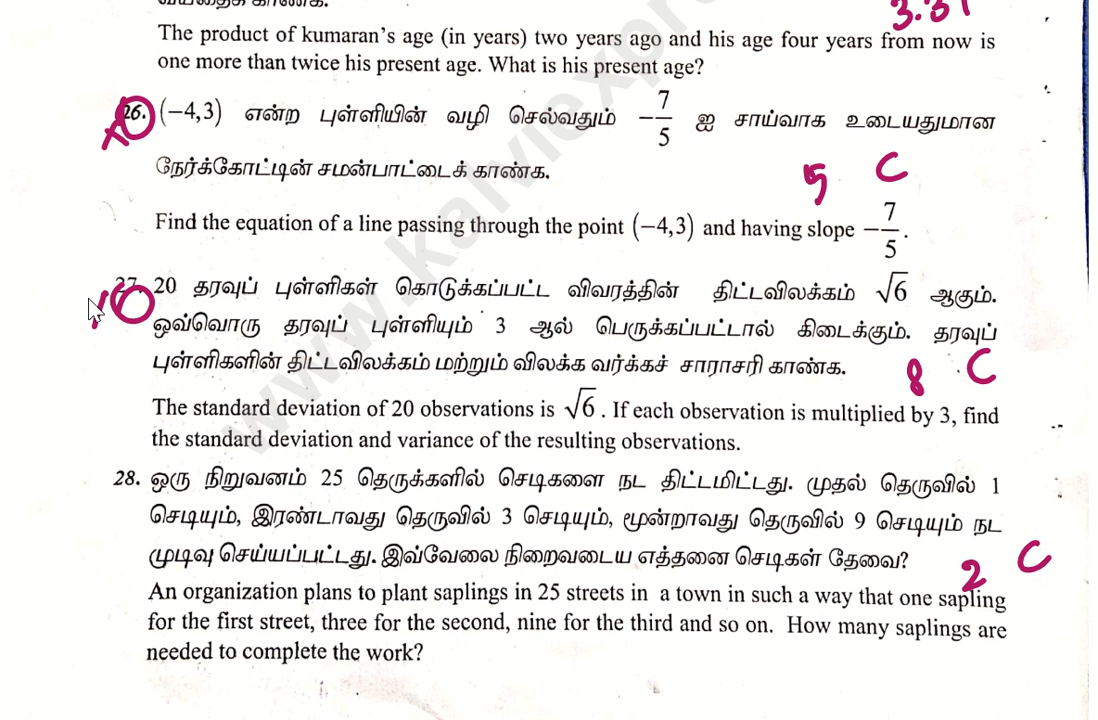 வயதைக் காண்க.
3.31
The product of kumaran's age (in years) two years ago and his age four years from now is
one more than twice his present age. What is his present age?
26. (−4,3) என்ற புள்ளியின் வழி செல்வதும் −7/5 ஐ சாய்வாக உடையதுமான
நேர்க்கோட்டின் சமன்பாட்டைக் காண்க.
5 C
Find the equation of a line passing through the point (−4,3) and having slope −7/5.
27. 20 தரவுப் புள்ளிகள் கொடுக்கப்பட்ட விவரத்தின் திட்டவிலக்கம் √6 ஆகும்.
ஒவ்வொரு தரவுப் புள்ளியும் 3 ஆல் பெருக்கப்பட்டால் கிடைக்கும். தரவுப்
புள்ளிகளின் திட்டவிலக்கம் மற்றும் விலக்க வர்க்கச் சாராசரி காண்க.
8 C
The standard deviation of 20 observations is √6. If each observation is multiplied by 3, find
the standard deviation and variance of the resulting observations.
28. ஒரு நிறுவனம் 25 தெருக்களில் செடிகளை நட திட்டமிட்டது. முதல் தெருவில் 1
செடியும், இரண்டாவது தெருவில் 3 செடியும், மூன்றாவது தெருவில் 9 செடியும் நட
முடிவு செய்யப்பட்டது. இவ்வேலை நிறைவடைய எத்தனை செடிகள் தேவை?
2 C
An organization plans to plant saplings in 25 streets in a town in such a way that one sapling
for the first street, three for the second, nine for the third and so on. How many saplings are
needed to complete the work?
www.kalviexpre